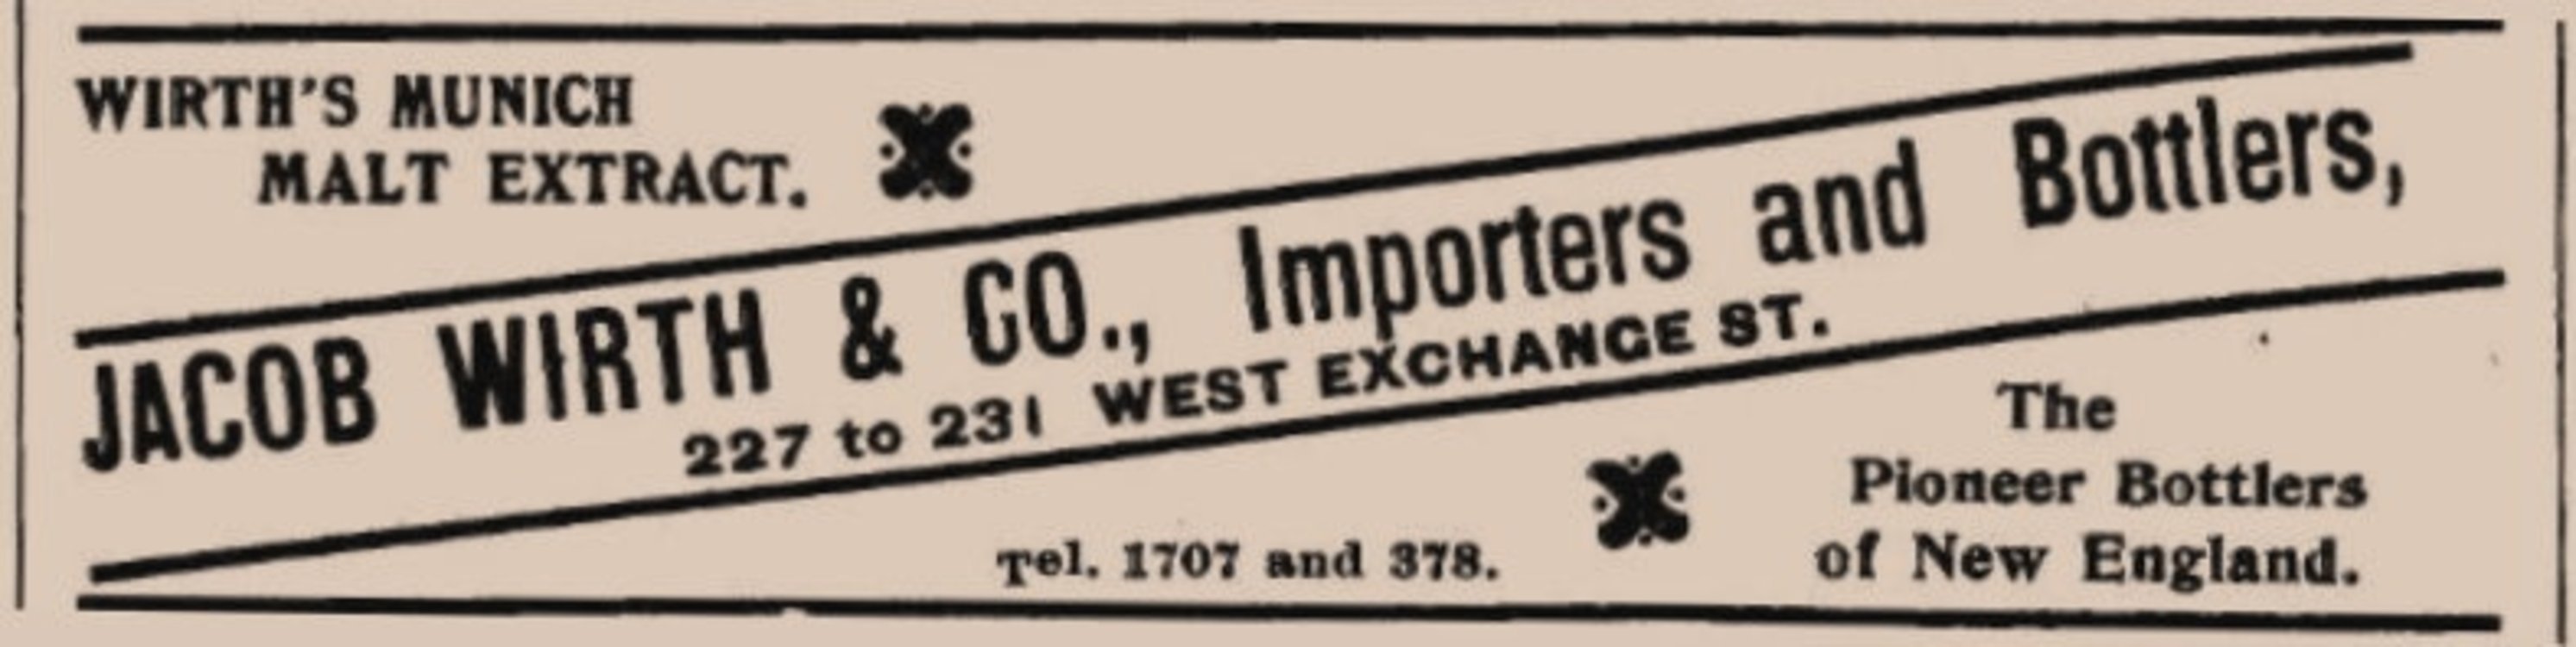 WIRTH'S MUNICH
MALT EXTRACT.
JACOB WIRTH & CO., Importers and Bottlers,
227 to 231 WEST EXCHANGE ST.
Tel. 1707 and 378.
The
Pioneer Bottlers
of New England.